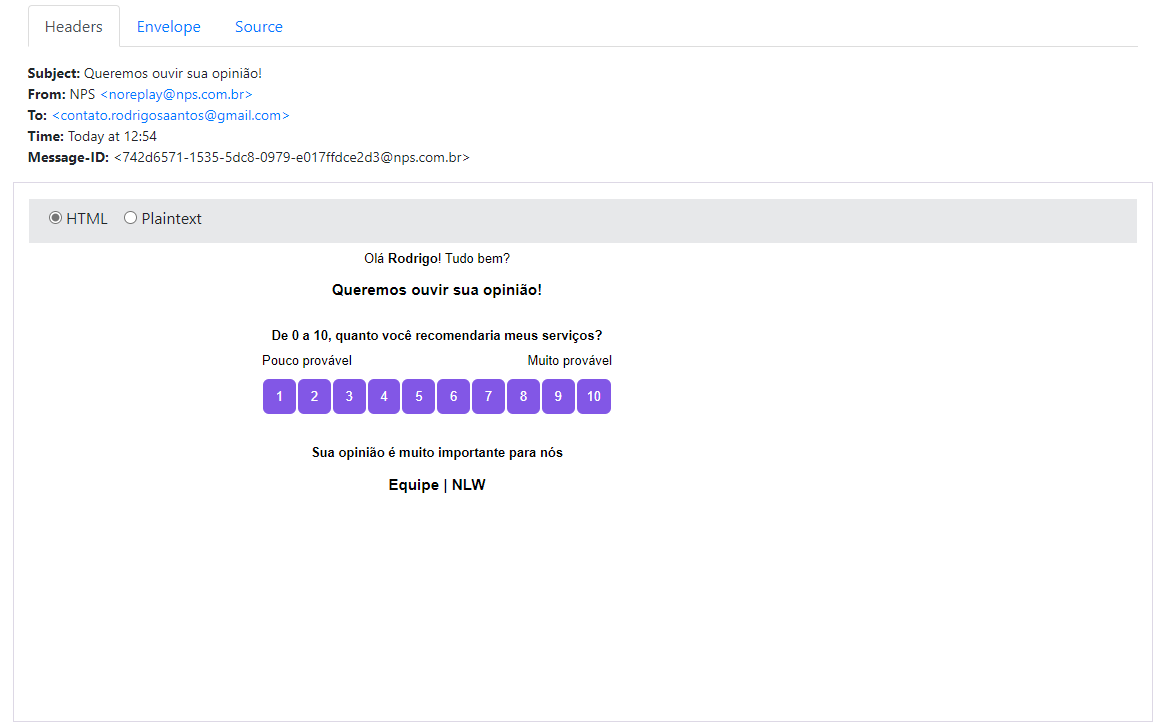 Headers Envelope Source
Subject: Queremos ouvir sua opinião!
From: NPS <noreplay@nps.com.br>
To: <contato.rodrigosaantos@gmail.com>
Time: Today at 12:54
Message-ID: <742d6571-1535-5dc8-0979-e017ffdce2d3@nps.com.br>
HTML Plaintext
Olá Rodrigo! Tudo bem?
Queremos ouvir sua opinião!
De 0 a 10, quanto você recomendaria meus serviços?
Pouco provável Muito provável
1 2 3 4 5 6 7 8 9 10
Sua opinião é muito importante para nós
Equipe | NLW